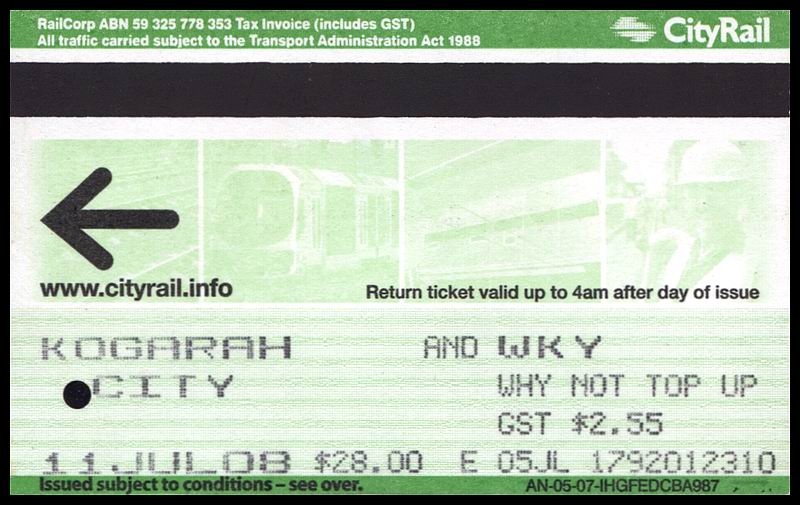 RailCorp ABN 59 325 778 353 Tax Invoice (includes GST)
All traffic carried subject to the Transport Administration Act 1988
CityRail
www.cityrail.info
Return ticket valid up to 4am after day of issue
KOGARAH AND WKY
CITY WHY NOT TOP UP
GST $2.55
11JUL08 $28.00 E 05JL 1792012310
Issued subject to conditions – see over. AN-05-07-IHGFEDCBA987